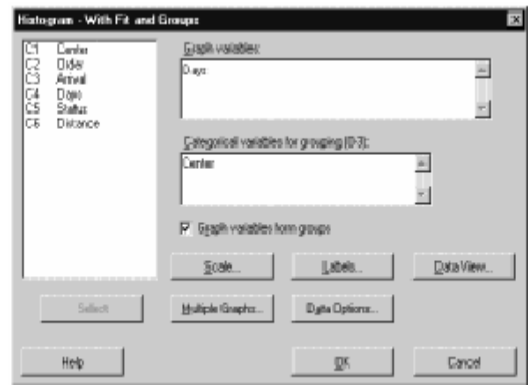 Histogram - With Fit and Groups
C1 Center
C2 Order
C3 Arrival
C4 Days
C5 Status
C6 Distance
Graph variables:
Days
Categorical variables for grouping (0-3):
Center
Graph variables form groups
Scale...
Labels...
Data View...
Select
Multiple Graphs...
Data Options...
Help
OK
Cancel